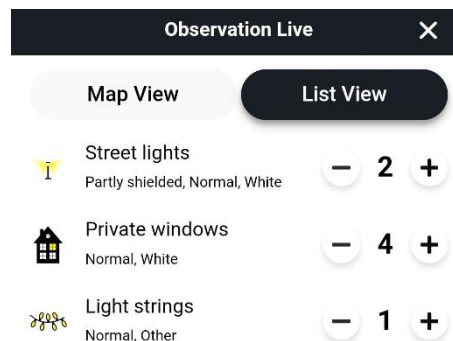 Observation Live
Map View
List View
Street lights
Partly shielded, Normal, White
2
Private windows
Normal, White
4
Light strings
Normal, Other
1